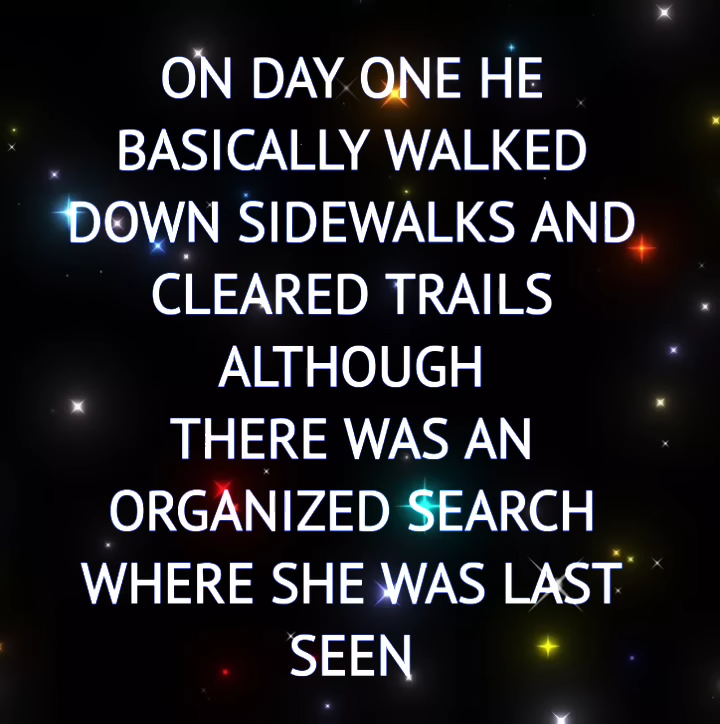 ON DAY ONE HE
BASICALLY WALKED
DOWN SIDEWALKS AND
CLEARED TRAILS
ALTHOUGH
THERE WAS AN
ORGANIZED SEARCH
WHERE SHE WAS LAST
SEEN